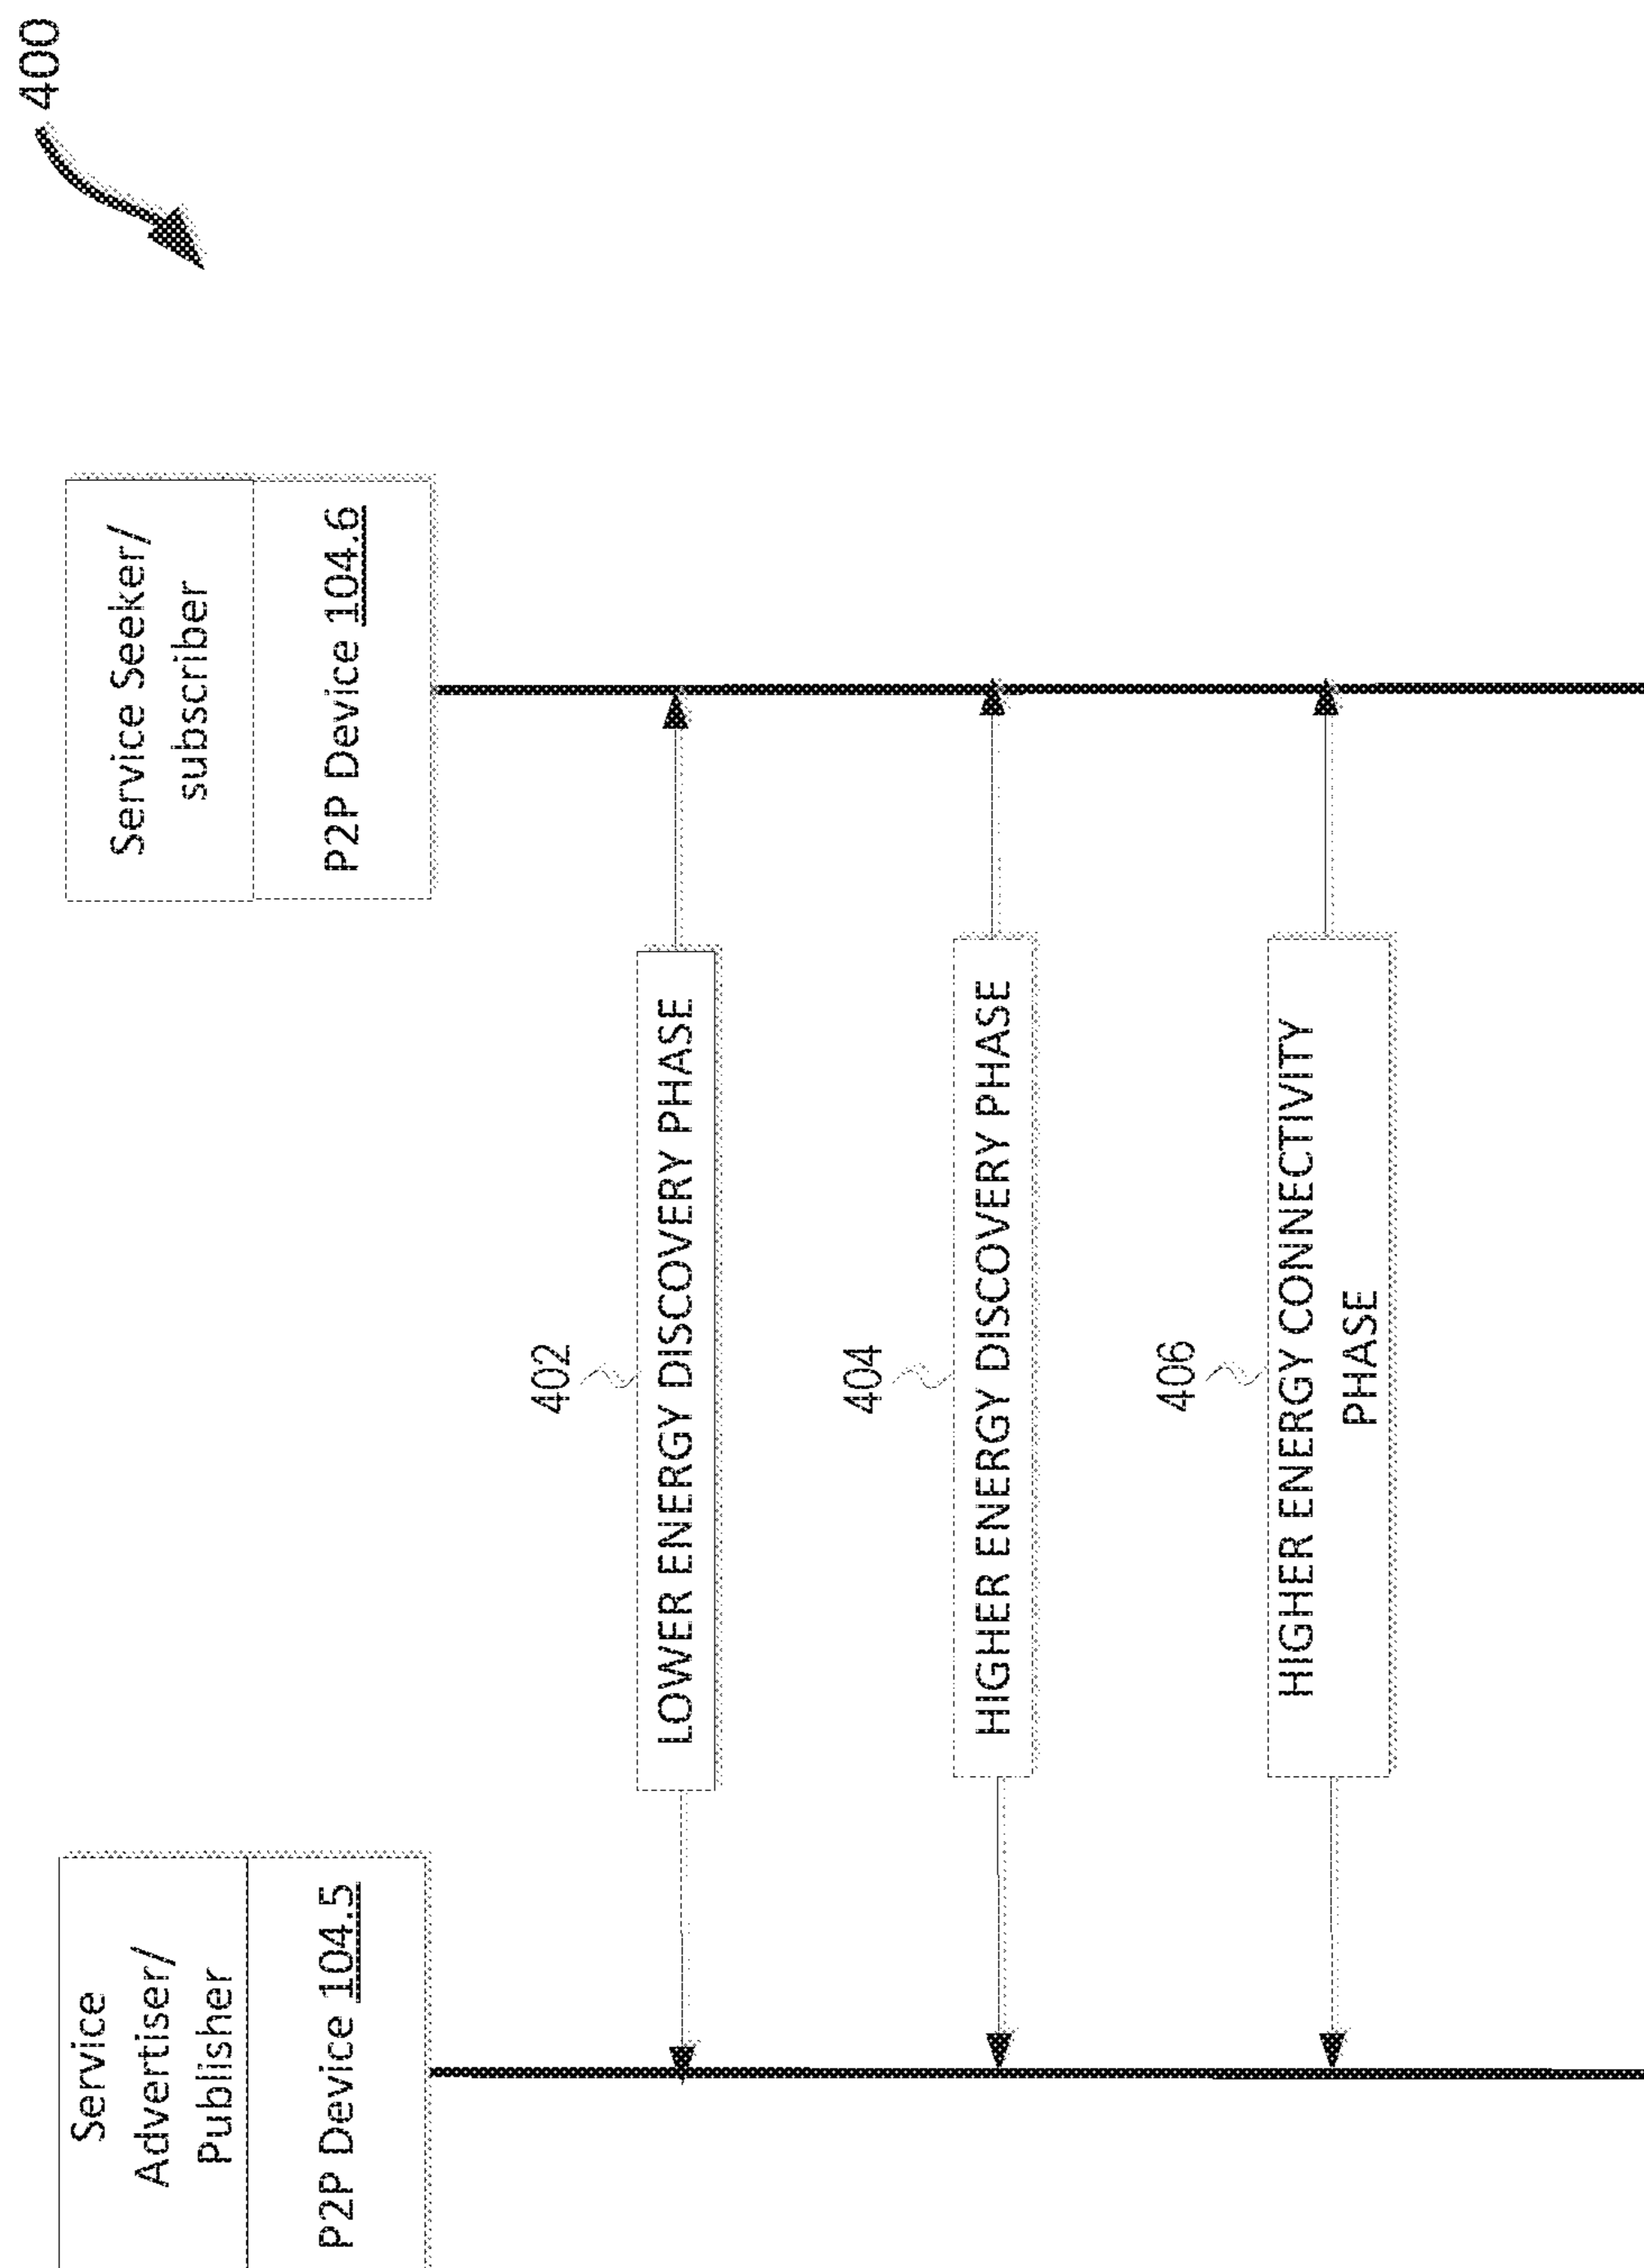 400
Service
Advertiser/
Publisher
P2P Device 104.5
Service Seeker/
subscriber
P2P Device 104.6
402
LOWER ENERGY DISCOVERY PHASE
404
HIGHER ENERGY DISCOVERY PHASE
406
HIGHER ENERGY CONNECTIVITY
PHASE